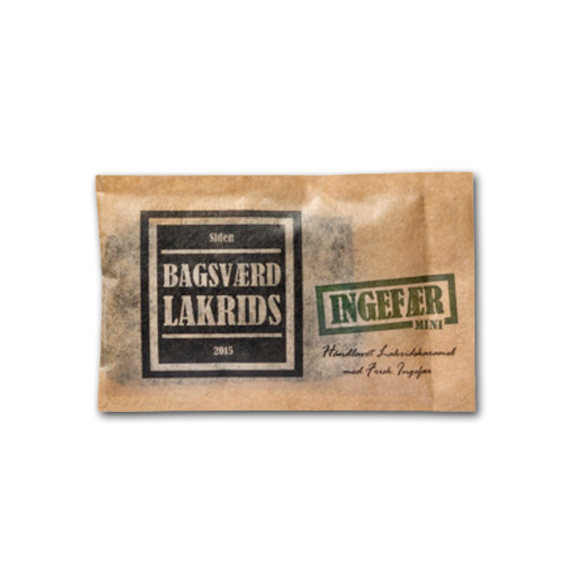 Siden
BAGSVÆRD
LAKRIDS
2015
INGEFÆR
MINI
Håndlavet Lakridskaramel
med Frisk Ingefær